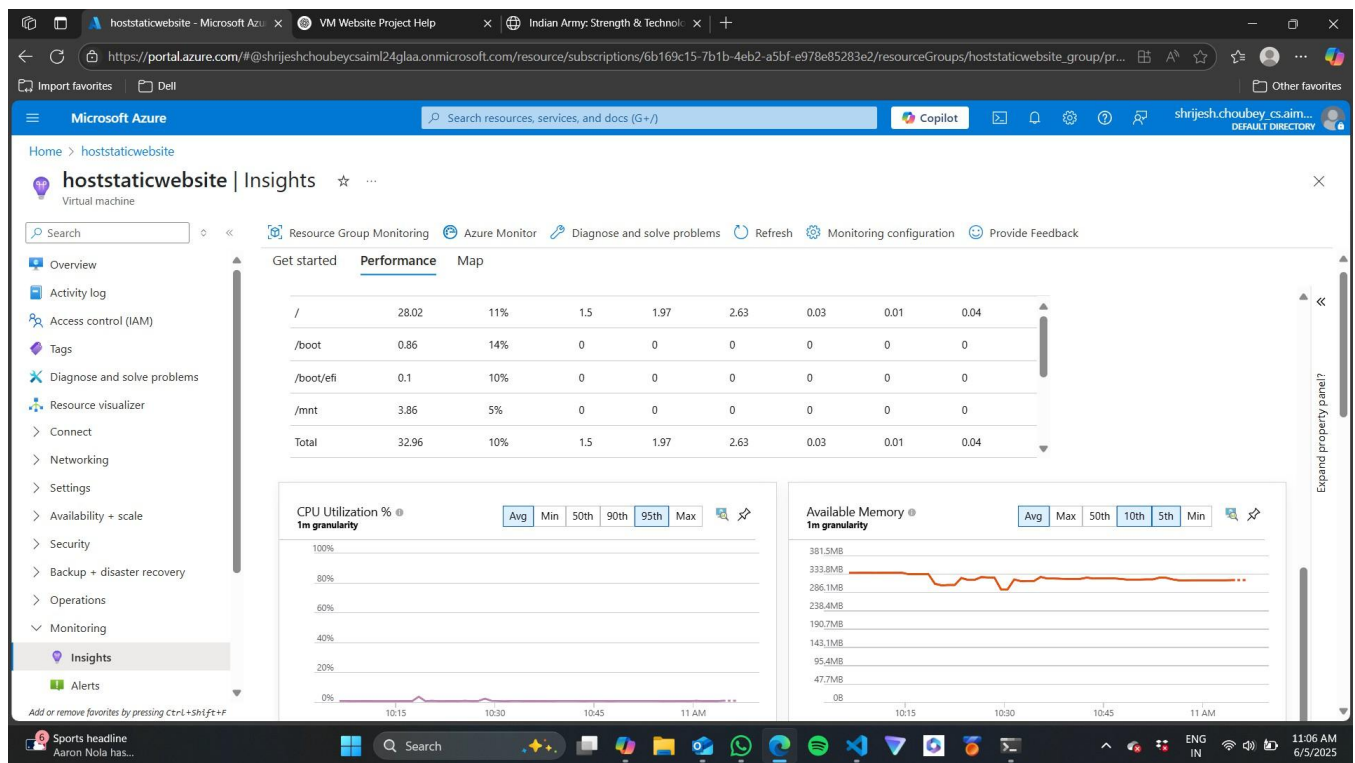 hoststaticwebsite - Microsoft Azu
VM Website Project Help
Indian Army: Strength & Technolo
https://portal.azure.com/#@shrijeshchoubeycsaiml24glaa.onmicrosoft.com/resource/subscriptions/6b169c15-7b1b-4eb2-a5bf-e978e85283e2/resourceGroups/hoststaticwebsite_group/pr...
Import favorites Dell Other favorites
Microsoft Azure Search resources, services, and docs (G+/) Copilot shrijesh.choubey_cs.aim...
DEFAULT DIRECTORY
Home > hoststaticwebsite
hoststaticwebsite | Insights
Virtual machine
Search
Resource Group Monitoring Azure Monitor Diagnose and solve problems Refresh Monitoring configuration Provide Feedback
Get started Performance Map
Overview
Activity log
Access control (IAM)
Tags
Diagnose and solve problems
Resource visualizer
Connect
Networking
Settings
Availability + scale
Security
Backup + disaster recovery
Operations
Monitoring
Insights
Alerts
Add or remove favorites by pressing Ctrl+Shift+F
/ 28.02 11% 1.5 1.97 2.63 0.03 0.01 0.04
/boot 0.86 14% 0 0 0 0 0 0
/boot/efi 0.1 10% 0 0 0 0 0 0
/mnt 3.86 5% 0 0 0 0 0 0
Total 32.96 10% 1.5 1.97 2.63 0.03 0.01 0.04
Expand property panel?
CPU Utilization %
1m granularity
Avg Min 50th 90th 95th Max
100%
80%
60%
40%
20%
0%
10:15 10:30 10:45 11 AM
Available Memory
1m granularity
Avg Max 50th 10th 5th Min
381.5MB
333.8MB
286.1MB
238.4MB
190.7MB
143.1MB
95.4MB
47.7MB
0B
10:15 10:30 10:45 11 AM
6
Sports headline
Aaron Nola has...
Search
ENG
IN
11:06 AM
6/5/2025